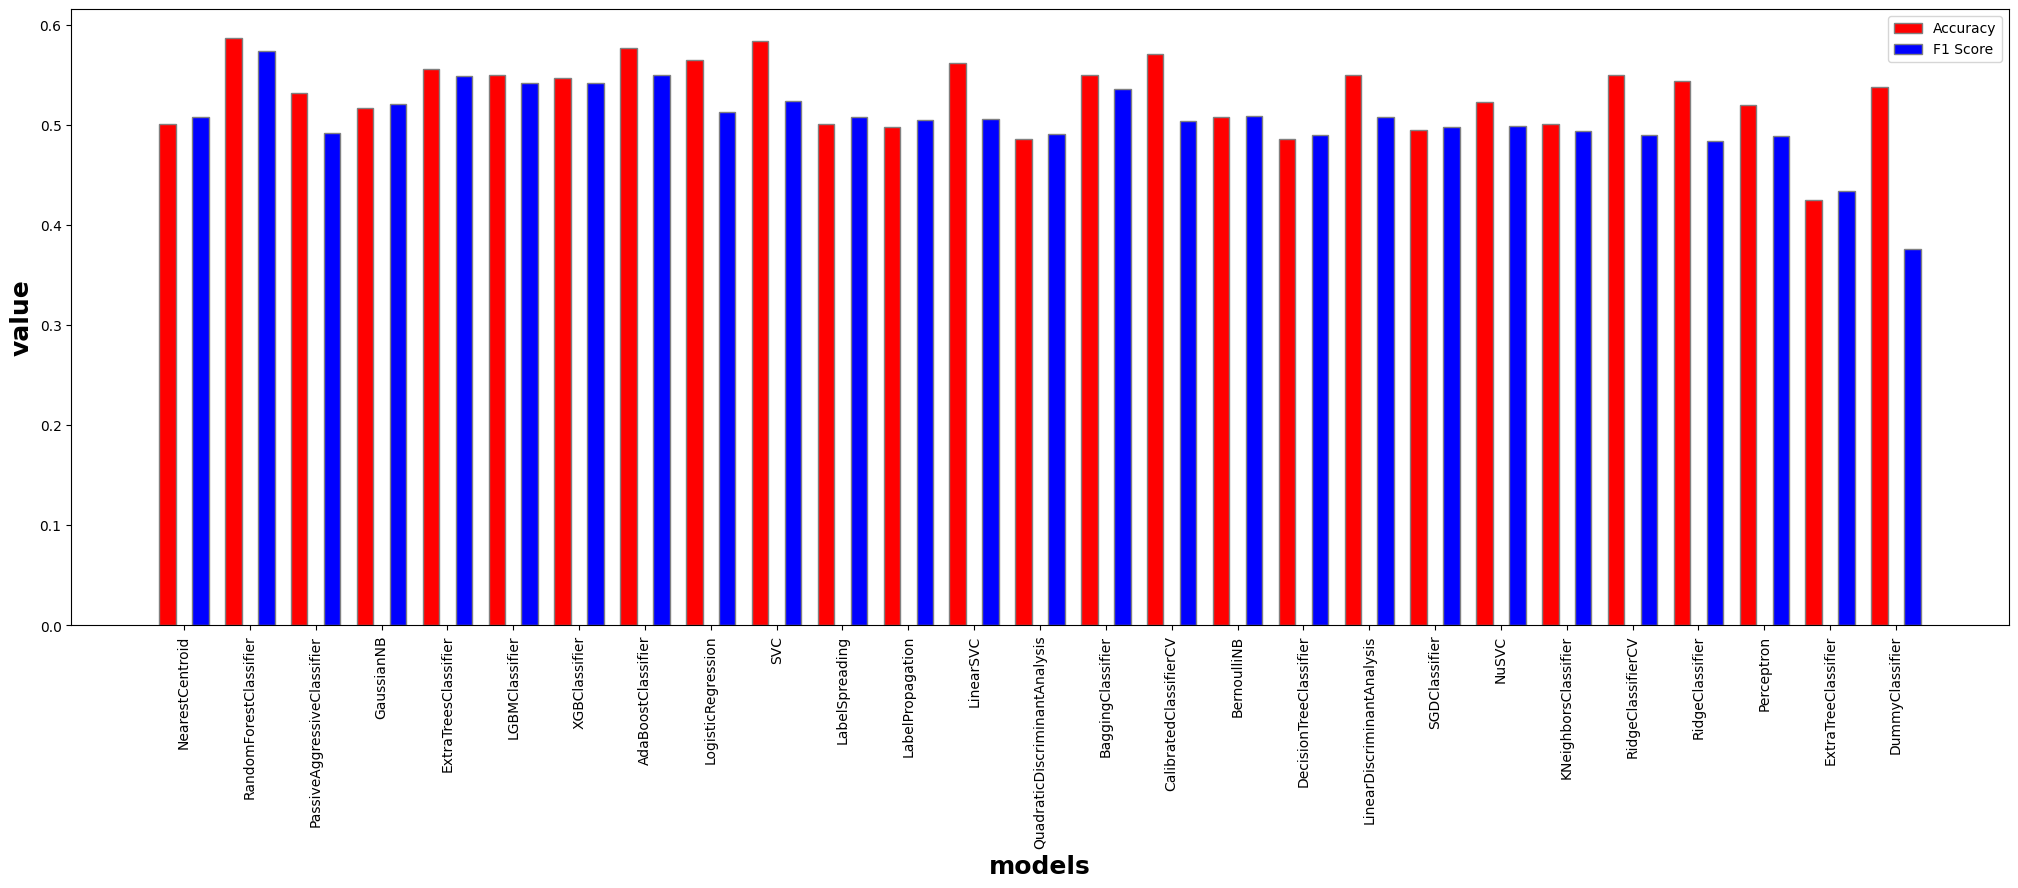 0.6
0.5
0.4
0.3
0.2
0.1
0.0
value
Accuracy
F1 Score
NearestCentroid
RandomForestClassifier
PassiveAggressiveClassifier
GaussianNB
ExtraTreesClassifier
LGBMClassifier
XGBClassifier
AdaBoostClassifier
LogisticRegression
SVC
LabelSpreading
LabelPropagation
LinearSVC
QuadraticDiscriminantAnalysis
BaggingClassifier
CalibratedClassifierCV
BernoulliNB
DecisionTreeClassifier
LinearDiscriminantAnalysis
SGDClassifier
NuSVC
KNeighborsClassifier
RidgeClassifierCV
RidgeClassifier
Perceptron
ExtraTreeClassifier
DummyClassifier
models